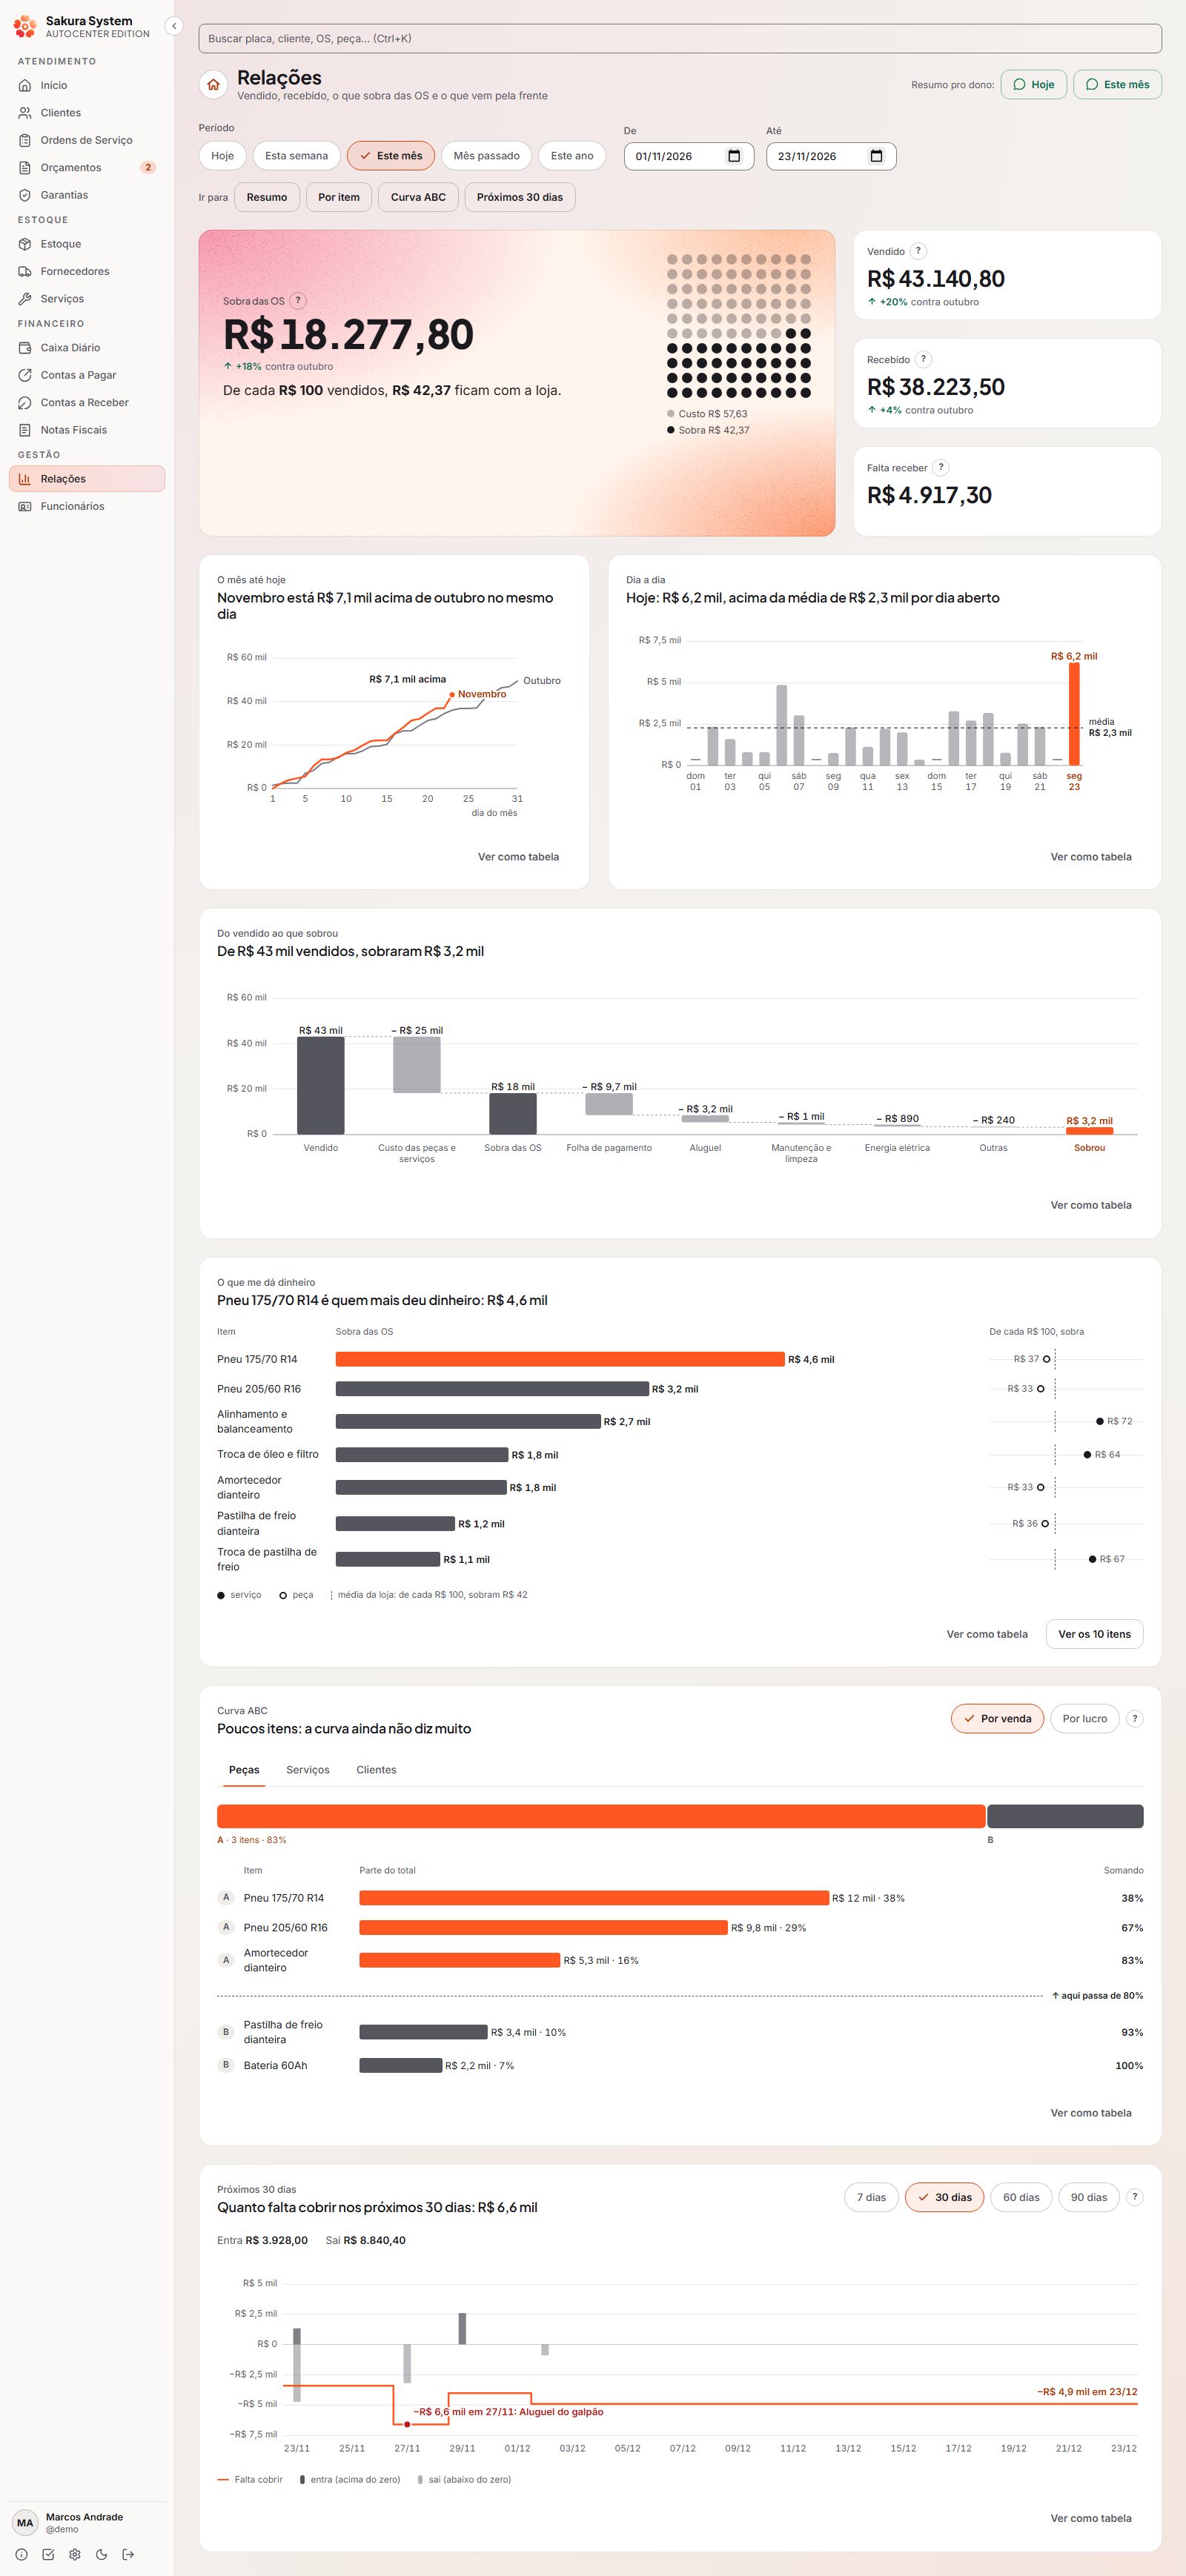 Sakura System
AUTOCENTER EDITION
ATENDIMENTO
Início
Clientes
Ordens de Serviço
Orçamentos 2
Garantias
ESTOQUE
Estoque
Fornecedores
Serviços
FINANCEIRO
Caixa Diário
Contas a Pagar
Contas a Receber
Notas Fiscais
GESTÃO
Relações
Funcionários
MA
Marcos Andrade
@demo
Buscar placa, cliente, OS, peça... (Ctrl+K)
Relações
Vendido, recebido, o que sobra das OS e o que vem pela frente
Resumo pro dono: Hoje Este mês
Período
Hoje Esta semana Este mês Mês passado Este ano
De
01/11/2026
Até
23/11/2026
Ir para Resumo Por item Curva ABC Próximos 30 dias
Sobra das OS ?
R$ 18.277,80
↑ +18% contra outubro
De cada R$ 100 vendidos, R$ 42,37 ficam com a loja.
Custo R$ 57,63
Sobra R$ 42,37
Vendido ?
R$ 43.140,80
↑ +20% contra outubro
Recebido ?
R$ 38.223,50
↑ +4% contra outubro
Falta receber ?
R$ 4.917,30
O mês até hoje
Novembro está R$ 7,1 mil acima de outubro no mesmo
dia
R$ 60 mil
R$ 40 mil
R$ 20 mil
R$ 0
R$ 7,1 mil acima
Novembro
Outubro
1 5 10 15 20 25 31
dia do mês
Ver como tabela
Dia a dia
Hoje: R$ 6,2 mil, acima da média de R$ 2,3 mil por dia aberto
R$ 7,5 mil
R$ 5 mil
R$ 2,5 mil
R$ 0
R$ 6,2 mil
média
R$ 2,3 mil
dom ter qui sáb seg qua sex dom ter qui sáb seg
01 03 05 07 09 11 13 15 17 19 21 23
Ver como tabela
Do vendido ao que sobrou
De R$ 43 mil vendidos, sobraram R$ 3,2 mil
R$ 60 mil
R$ 40 mil
R$ 20 mil
R$ 0
R$ 43 mil
− R$ 25 mil
R$ 18 mil
− R$ 9,7 mil
− R$ 3,2 mil
− R$ 1 mil
− R$ 890
− R$ 240
R$ 3,2 mil
Vendido
Custo das peças e
serviços
Sobra das OS
Folha de pagamento
Aluguel
Manutenção e
limpeza
Energia elétrica
Outras
Sobrou
Ver como tabela
O que me dá dinheiro
Pneu 175/70 R14 é quem mais deu dinheiro: R$ 4,6 mil
Item Sobra das OS De cada R$ 100, sobra
Pneu 175/70 R14 R$ 4,6 mil R$ 37
Pneu 205/60 R16 R$ 3,2 mil R$ 33
Alinhamento e
balanceamento R$ 2,7 mil R$ 72
Troca de óleo e filtro R$ 1,8 mil R$ 64
Amortecedor
dianteiro R$ 1,8 mil R$ 33
Pastilha de freio
dianteira R$ 1,2 mil R$ 36
Troca de pastilha de
freio R$ 1,1 mil R$ 67
serviço peça média da loja: de cada R$ 100, sobram R$ 42
Ver como tabela Ver os 10 itens
Curva ABC
Poucos itens: a curva ainda não diz muito
Por venda Por lucro ?
Peças Serviços Clientes
A · 3 itens · 83% B
Item Parte do total Somando
A Pneu 175/70 R14 R$ 12 mil · 38% 38%
A Pneu 205/60 R16 R$ 9,8 mil · 29% 67%
A Amortecedor
dianteiro R$ 5,3 mil · 16% 83%
↑ aqui passa de 80%
B Pastilha de freio
dianteira R$ 3,4 mil · 10% 93%
B Bateria 60Ah R$ 2,2 mil · 7% 100%
Ver como tabela
Próximos 30 dias
Quanto falta cobrir nos próximos 30 dias: R$ 6,6 mil
7 dias 30 dias 60 dias 90 dias ?
Entra R$ 3.928,00 Sai R$ 8.840,40
R$ 5 mil
R$ 2,5 mil
R$ 0
−R$ 2,5 mil
−R$ 5 mil
−R$ 7,5 mil
−R$ 4,9 mil em 23/12
−R$ 6,6 mil em 27/11: Aluguel do galpão
23/11 25/11 27/11 29/11 01/12 03/12 05/12 07/12 09/12 11/12 13/12 15/12 17/12 19/12 21/12 23/12
Falta cobrir entra (acima do zero) sai (abaixo do zero)
Ver como tabela